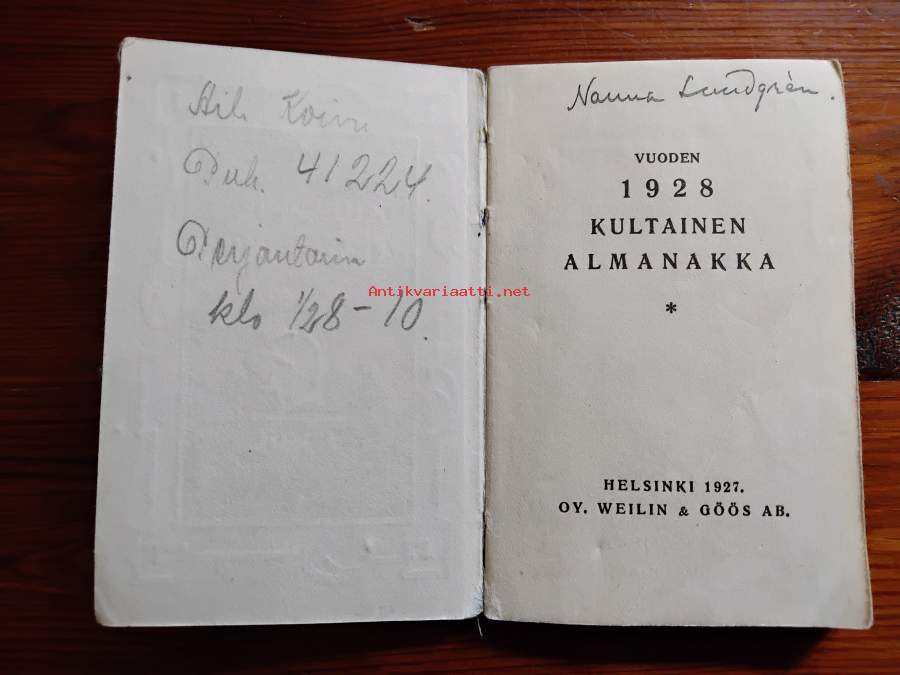 Aili Koivu
Puh. 41224.
Perjantaina
klo ½8-10.
Antikvariaatti.net
Nanna Lundgrén.
VUODEN
1928
KULTAINEN
ALMANAKKA
*
HELSINKI 1927.
OY. WEILIN & GÖÖS AB.